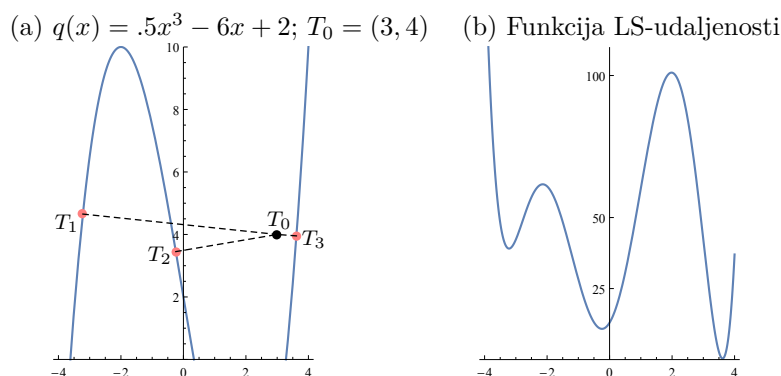 (a) q(x) = .5x³ − 6x + 2; T₀ = (3, 4)
(b) Funkcija LS-udaljenosti
10
8
6
4
2
−4 −2 0 2 4
T₁
T₂
T₀
T₃
100
50
25
−4 −2 0 2 4